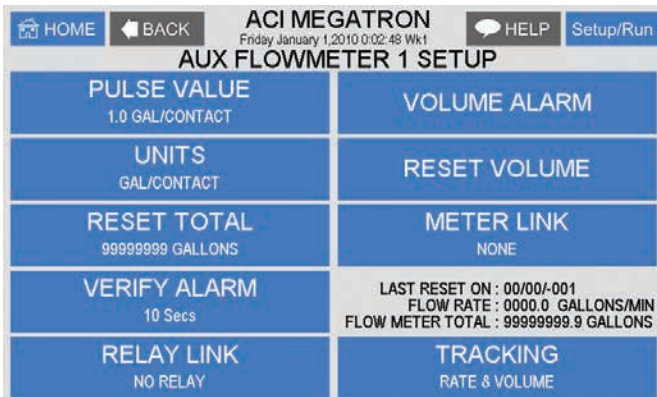 HOME
BACK
ACI MEGATRON
Friday January 1,2010 0:02:48 Wk1
HELP
Setup/Run
AUX FLOWMETER 1 SETUP
PULSE VALUE
1.0 GAL/CONTACT
VOLUME ALARM
UNITS
GAL/CONTACT
RESET VOLUME
RESET TOTAL
99999999 GALLONS
METER LINK
NONE
VERIFY ALARM
10 Secs
LAST RESET ON : 00/00/-001
FLOW RATE : 0000.0 GALLONS/MIN
FLOW METER TOTAL : 99999999.9 GALLONS
RELAY LINK
NO RELAY
TRACKING
RATE & VOLUME